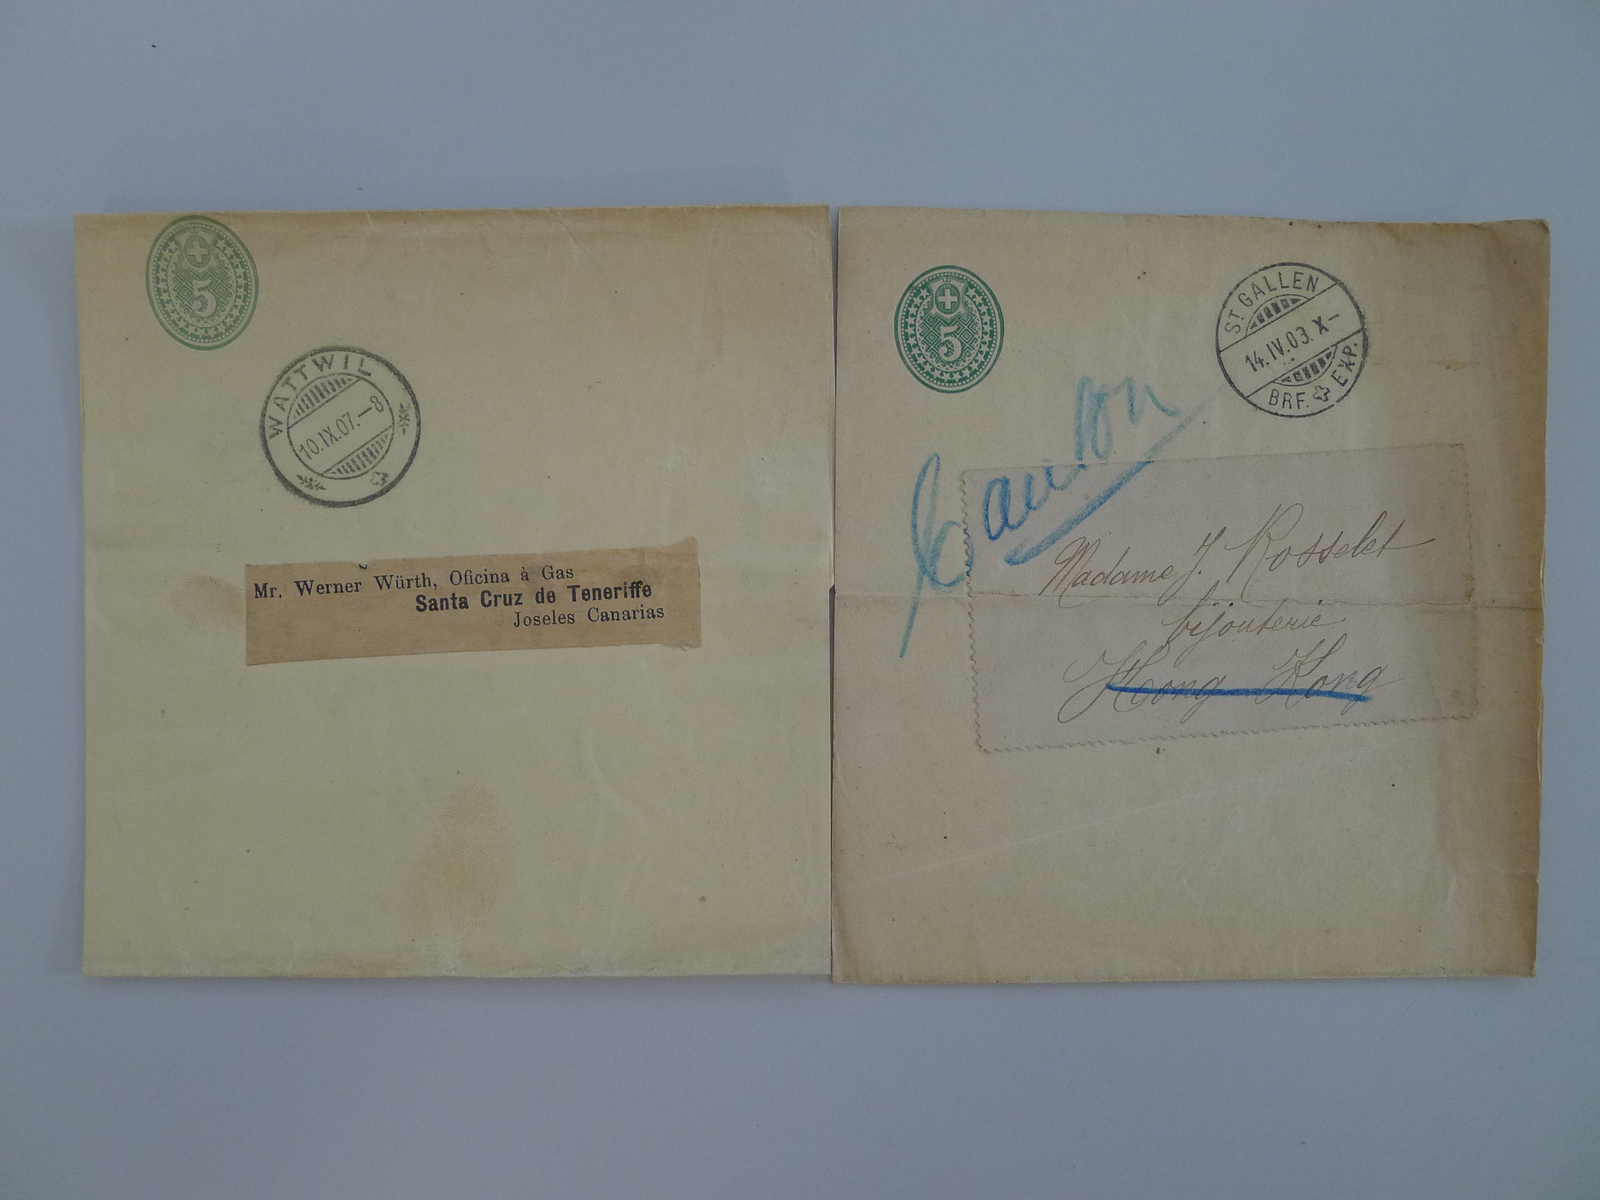 5
WATTWIL
10.IX.07.-8
Mr. Werner Würth, Oficina à Gas
Santa Cruz de Teneriffe
Joseles Canarias
5
ST. GALLEN
14.IV.03. X-
BRF. EXP.
Canton
Madame J. Rosselet
bijouterie
Hong Kong